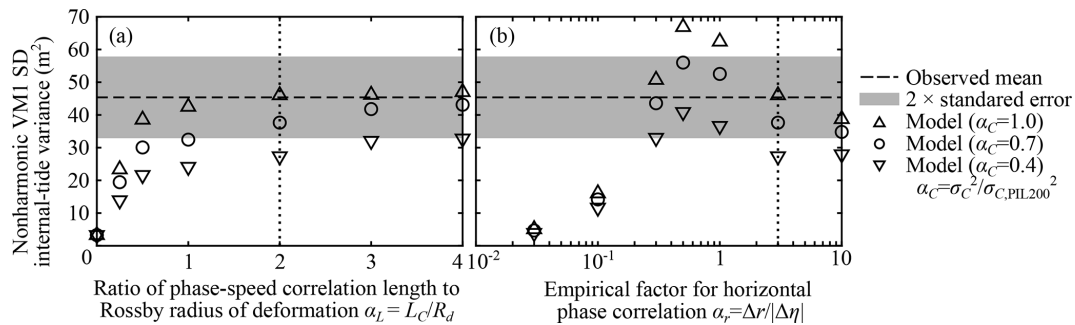 Nonharmonic VM1 SD
internal-tide variance (m²)
70
60
50
40
30
20
10
0
(a)
0 1 2 3 4
Ratio of phase-speed correlation length to
Rossby radius of deformation α_L = L_C/R_d
(b)
10⁻² 10⁻¹ 1 10
Empirical factor for horizontal
phase correlation α_r=Δr/|Δη|
Observed mean
2 × standared error
Model (α_C=1.0)
Model (α_C=0.7)
Model (α_C=0.4)
α_C=σ_C²/σ_C,PIL200²